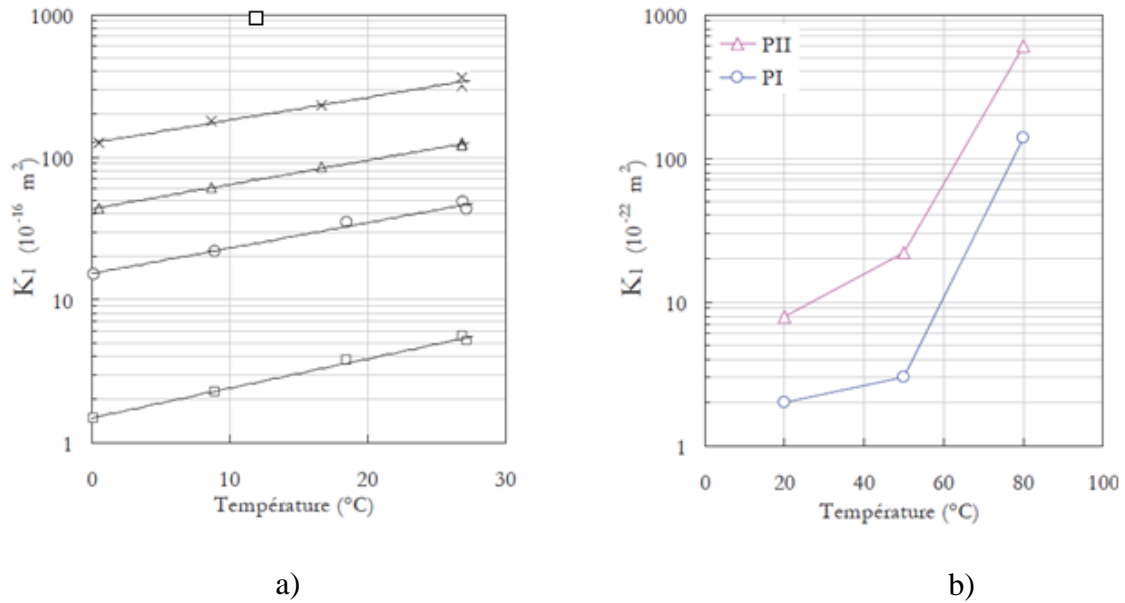 1000
100
10
1
K1 (10-16 m2)
0 10 20 30
Température (°C)
a)
1000
100
10
1
K1 (10-22 m2)
PII
PI
0 20 40 60 80 100
Température (°C)
b)